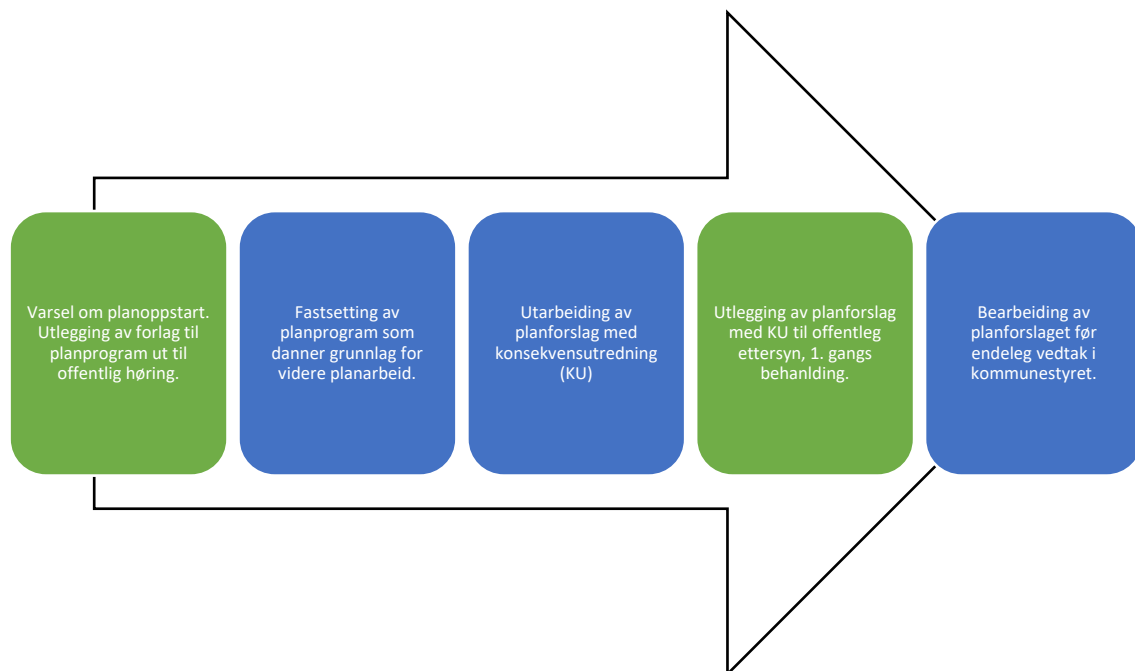 Varsel om planoppstart.
Utlegging av forlag til
planprogram ut til
offentlig høring.
Fastsetting av
planprogram som
danner grunnlag for
videre planarbeid.
Utarbeiding av
planforslag med
konsekvensutredning
(KU)
Utlegging av planforslag
med KU til offentleg
ettersyn, 1. gangs
behanlding.
Bearbeiding av
planforslaget før
endeleg vedtak i
kommunestyret.